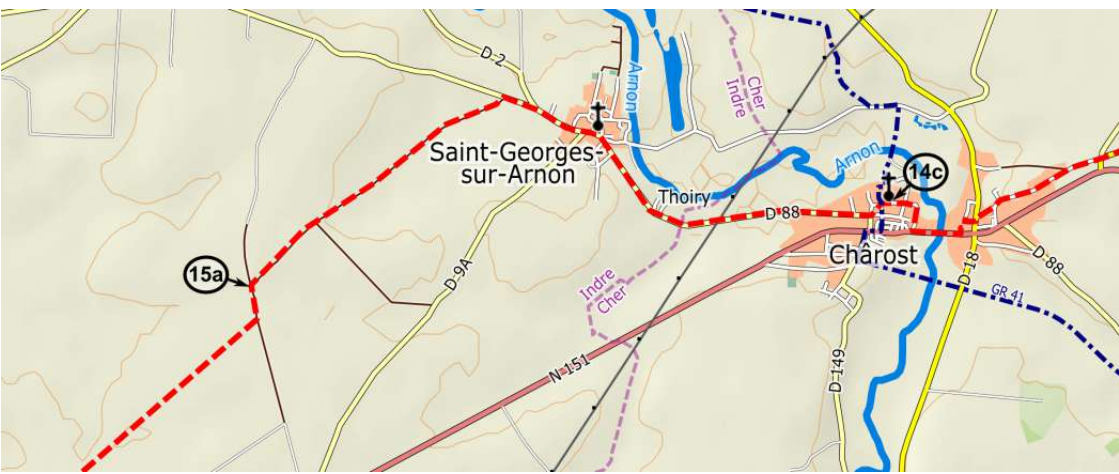 D 2
Arnon
Cher
Indre
Saint-Georges-
sur-Arnon
Arnon
14c
Thoiry
D 88
15a
D 9A
Chârost
Indre
Cher
D 18
D 88
GR 41
N 151
D 149